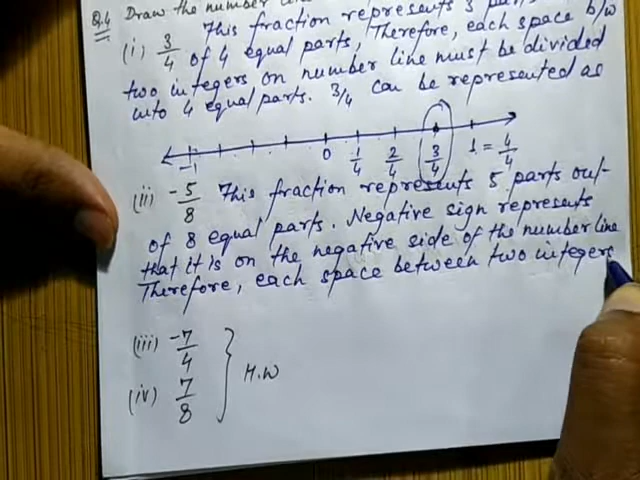 Q.4 Draw the number
This fraction represents 3
(i) 3/4 of 4 equal parts, Therefore, each space b/w
two integers on number line must be divided
into 4 equal parts. 3/4 can be represented as
-1 0 1/4 2/4 3/4 1 = 4/4
(ii) -5/8 This fraction represents 5 parts out-
of 8 equal parts. Negative sign represents
that it is on the negative side of the number line
Therefore, each space between two integers
(iii) -7/4
(iv) 7/8
H.W